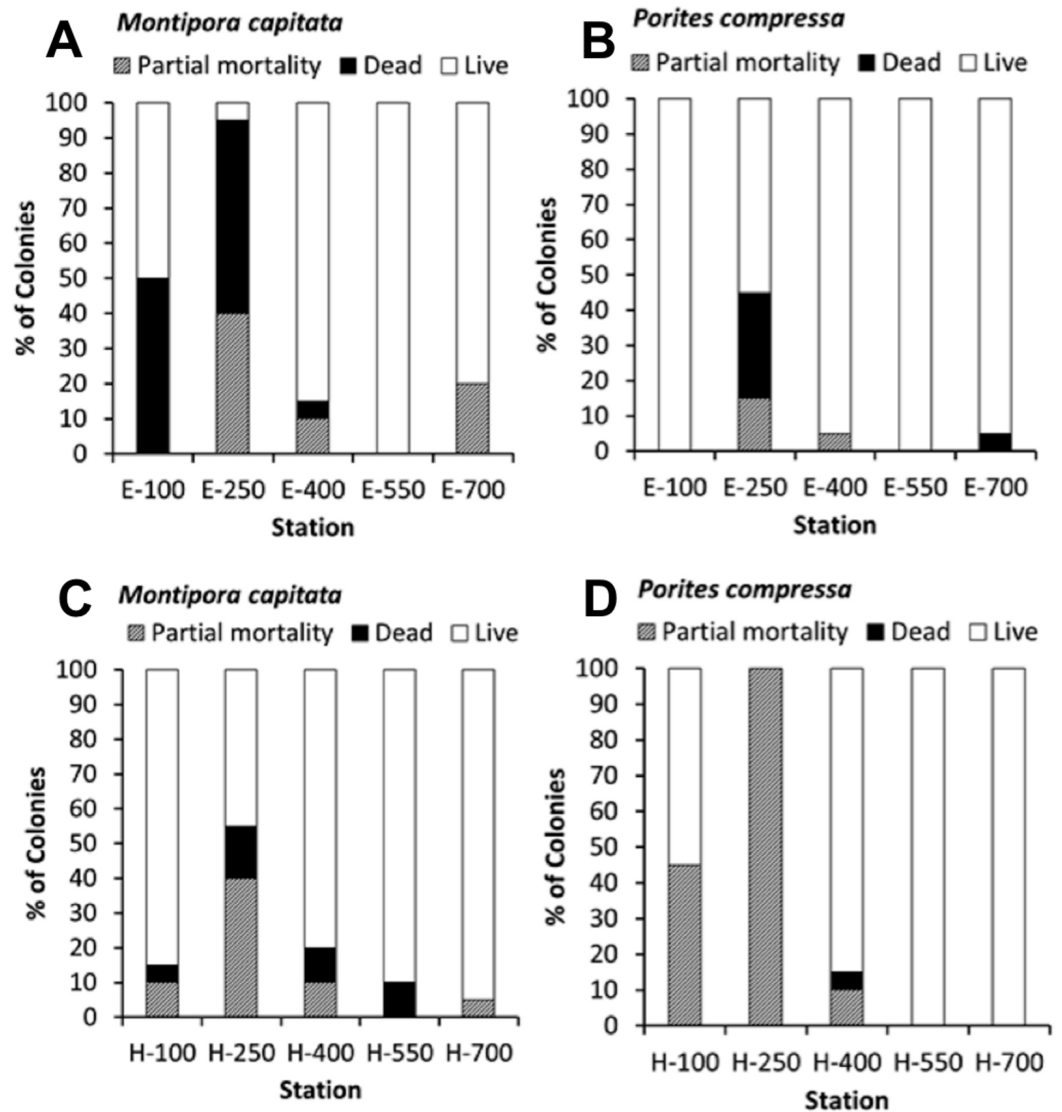 A Montipora capitata
Partial mortality Dead Live
100
90
80
70
60
50
40
30
20
10
0
% of Colonies
E-100 E-250 E-400 E-550 E-700
Station
B Porites compressa
Partial mortality Dead Live
100
90
80
70
60
50
40
30
20
10
0
% of Colonies
E-100 E-250 E-400 E-550 E-700
Station
C Montipora capitata
Partial mortality Dead Live
100
90
80
70
60
50
40
30
20
10
0
% of Colonies
H-100 H-250 H-400 H-550 H-700
Station
D Porites compressa
Partial mortality Dead Live
100
90
80
70
60
50
40
30
20
10
0
% of Colonies
H-100 H-250 H-400 H-550 H-700
Station